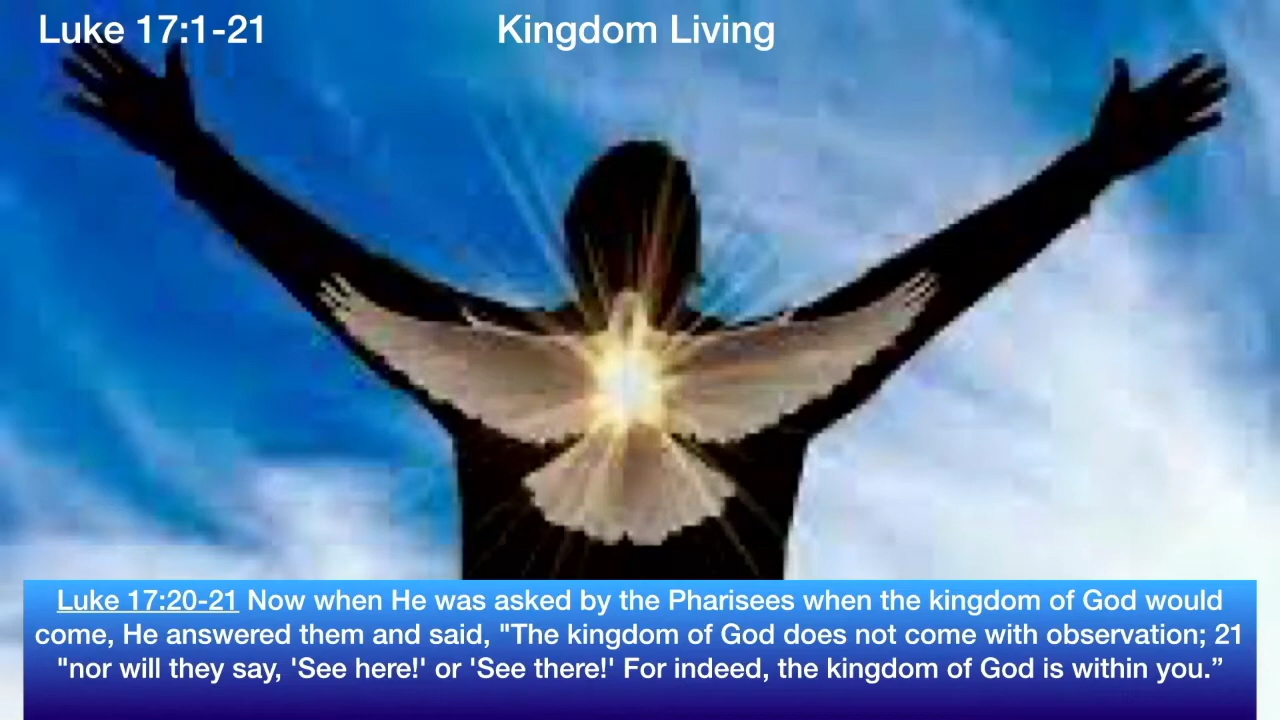 Luke 17:1-21
Kingdom Living
Luke 17:20-21 Now when He was asked by the Pharisees when the kingdom of God would
come, He answered them and said, "The kingdom of God does not come with observation; 21
"nor will they say, 'See here!' or 'See there!' For indeed, the kingdom of God is within you.”